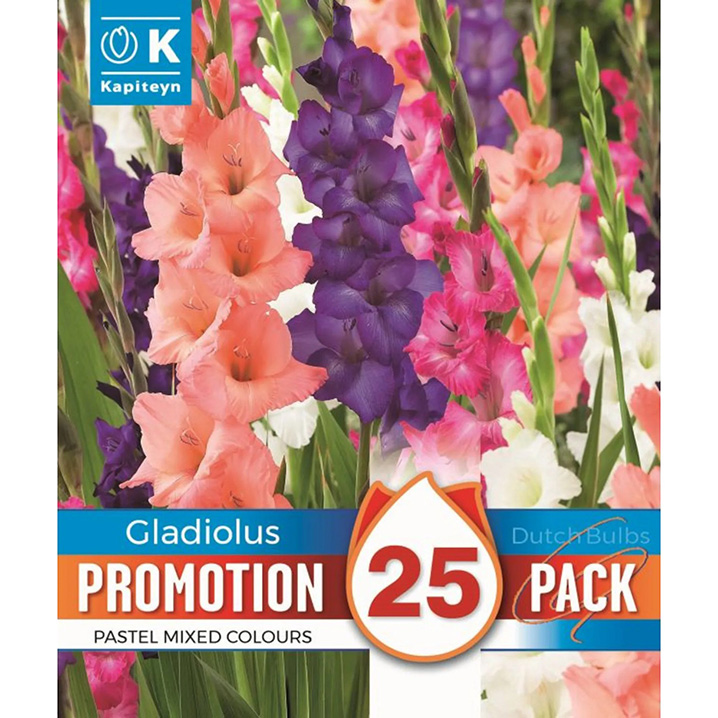 K
Kapiteyn
Gladiolus
DutchBulbs
PROMOTION 25 PACK
PASTEL MIXED COLOURS